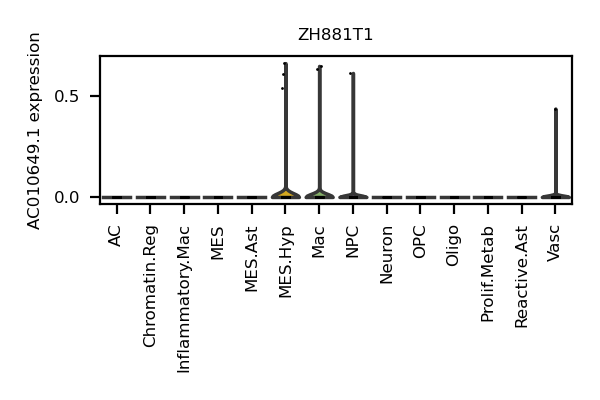 ZH881T1
AC010649.1 expression
0.5
0.0
AC
Chromatin.Reg
Inflammatory.Mac
MES
MES.Ast
MES.Hyp
Mac
NPC
Neuron
OPC
Oligo
Prolif.Metab
Reactive.Ast
Vasc